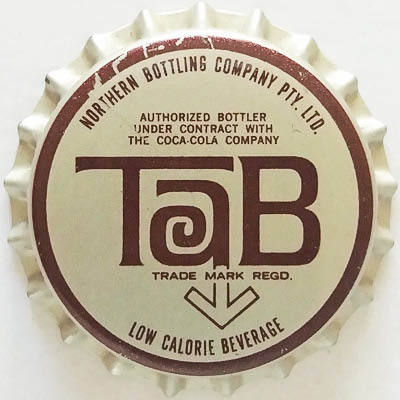 NORTHERN BOTTLING COMPANY PTY. LTD.
AUTHORIZED BOTTLER
UNDER CONTRACT WITH
THE COCA-COLA COMPANY
TaB
TRADE MARK REGD.
LOW CALORIE BEVERAGE